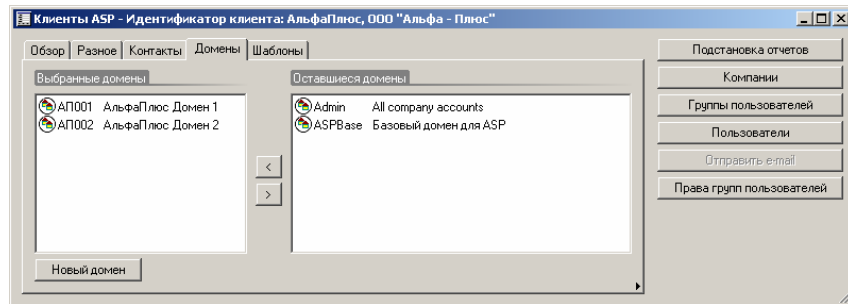 Клиенты ASP - Идентификатор клиента: АльфаПлюс, ООО "Альфа - Плюс"
Обзор Разное Контакты Домены Шаблоны
Выбранные домены
АП001 АльфаПлюс Домен 1
АП002 АльфаПлюс Домен 2
Новый домен
<
>
Оставшиеся домены
Admin All company accounts
ASPBase Базовый домен для ASP
Подстановка отчетов
Компании
Группы пользователей
Пользователи
Отправить e-mail
Права групп пользователей